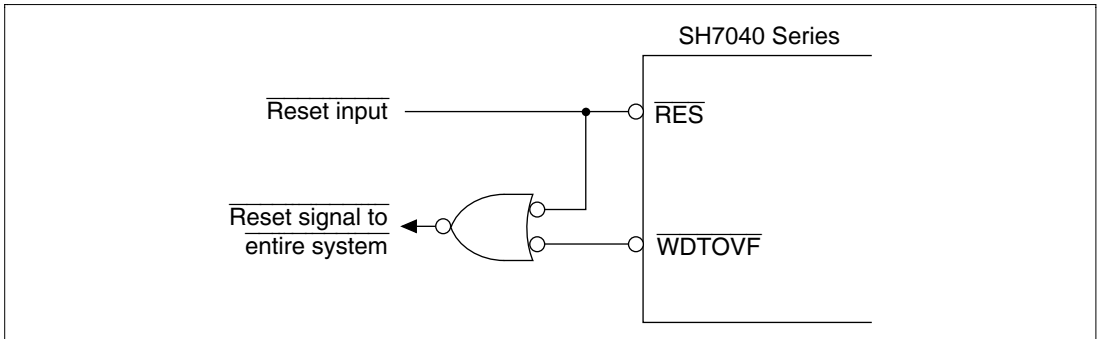 SH7040 Series
Reset input
RES
Reset signal to
entire system
WDTOVF